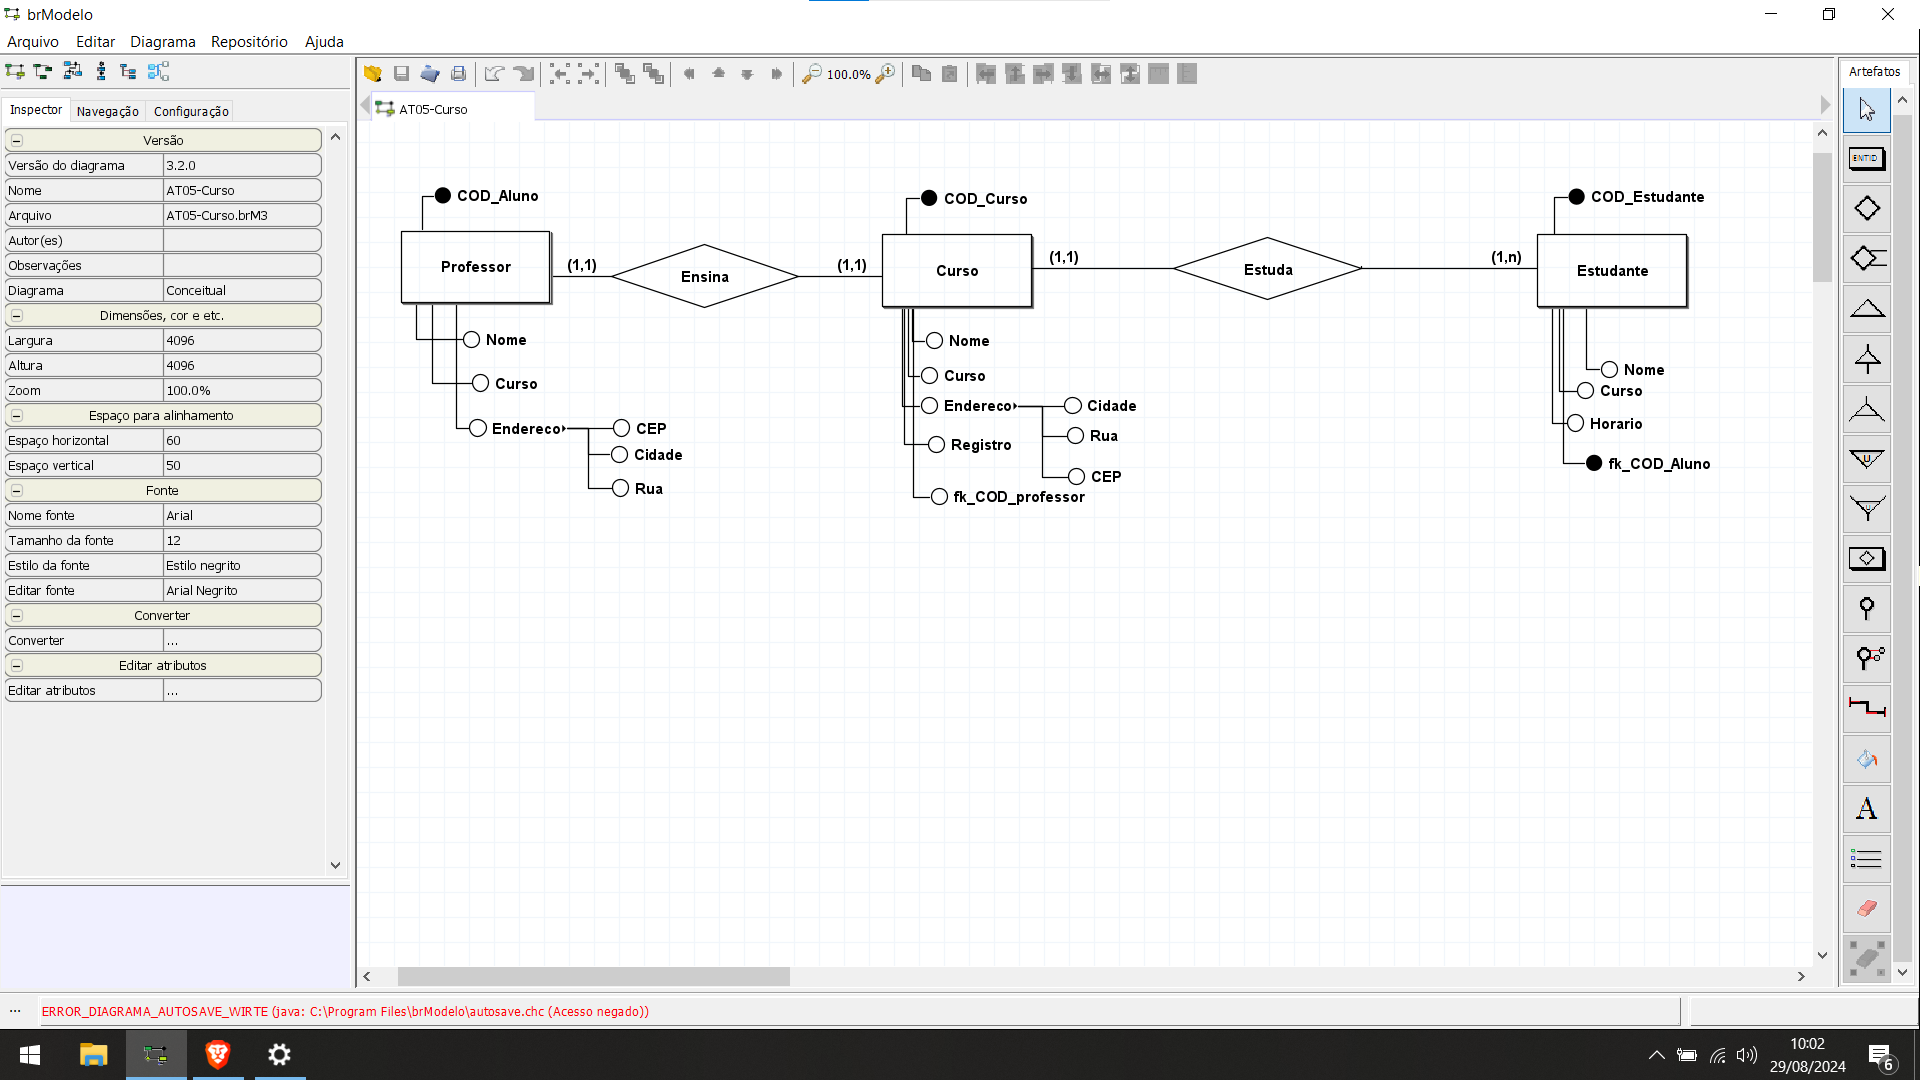 brModelo
Arquivo Editar Diagrama Repositório Ajuda
Inspector Navegação Configuração
Versão
Versão do diagrama 3.2.0
Nome AT05-Curso
Arquivo AT05-Curso.brM3
Autor(es)
Observações
Diagrama Conceitual
Dimensões, cor e etc.
Largura 4096
Altura 4096
Zoom 100.0%
Espaço para alinhamento
Espaço horizontal 60
Espaço vertical 50
Fonte
Nome fonte Arial
Tamanho da fonte 12
Estilo da fonte Estilo negrito
Editar fonte Arial Negrito
Converter
Converter ...
Editar atributos
Editar atributos ...
100.0%
AT05-Curso
COD_Aluno
Professor
(1,1)
Ensina
(1,1)
Nome
Curso
Endereco
CEP
Cidade
Rua
COD_Curso
Curso
(1,1)
Estuda
(1,n)
Nome
Curso
Endereco
Cidade
Rua
CEP
Registro
fk_COD_professor
COD_Estudante
Estudante
Nome
Curso
Horario
fk_COD_Aluno
Artefatos
ENTID
U
U
A
... ERROR_DIAGRAMA_AUTOSAVE_WIRTE (java: C:\Program Files\brModelo\autosave.chc (Acesso negado))
10:02
29/08/2024
6